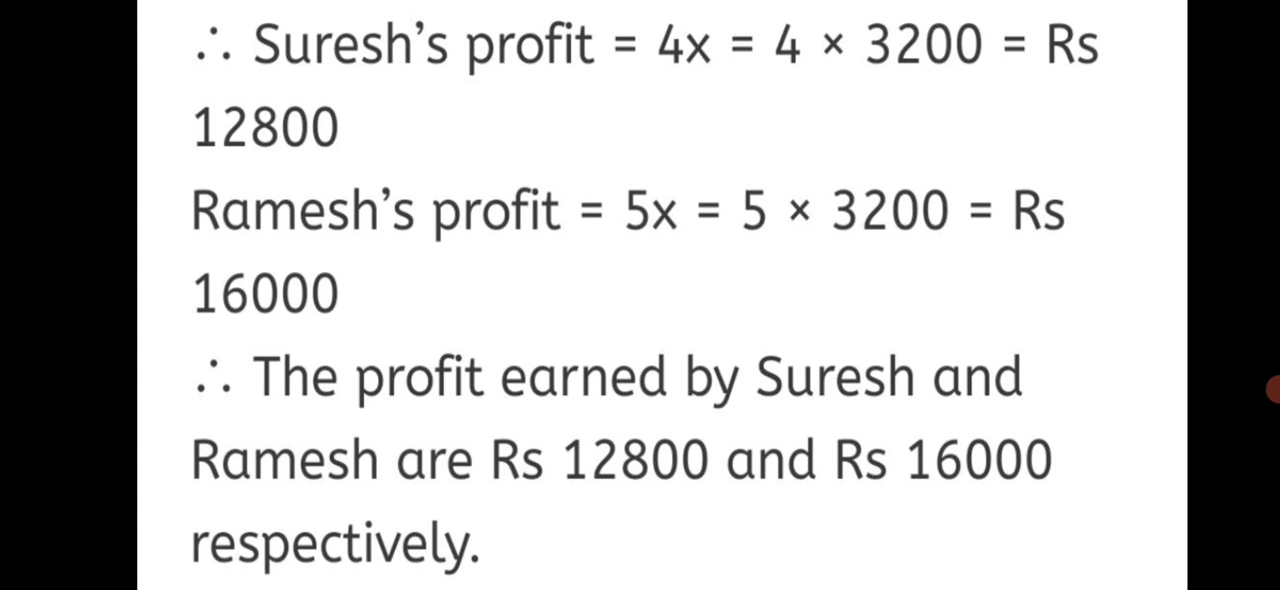 ∴ Suresh’s profit = 4x = 4 × 3200 = Rs
12800
Ramesh’s profit = 5x = 5 × 3200 = Rs
16000
∴ The profit earned by Suresh and
Ramesh are Rs 12800 and Rs 16000
respectively.